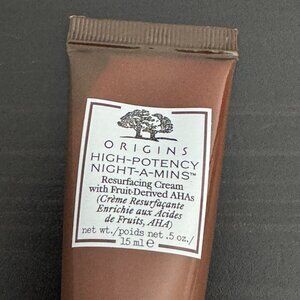 ORIGINS
HIGH-POTENCY
NIGHT-A-MINS™
Resurfacing Cream
with Fruit-Derived AHAs
(Crème Resurfaçante
Enrichie aux Acides
de Fruits, AHA)
net wt./poids net .5 oz./
15 ml ℮